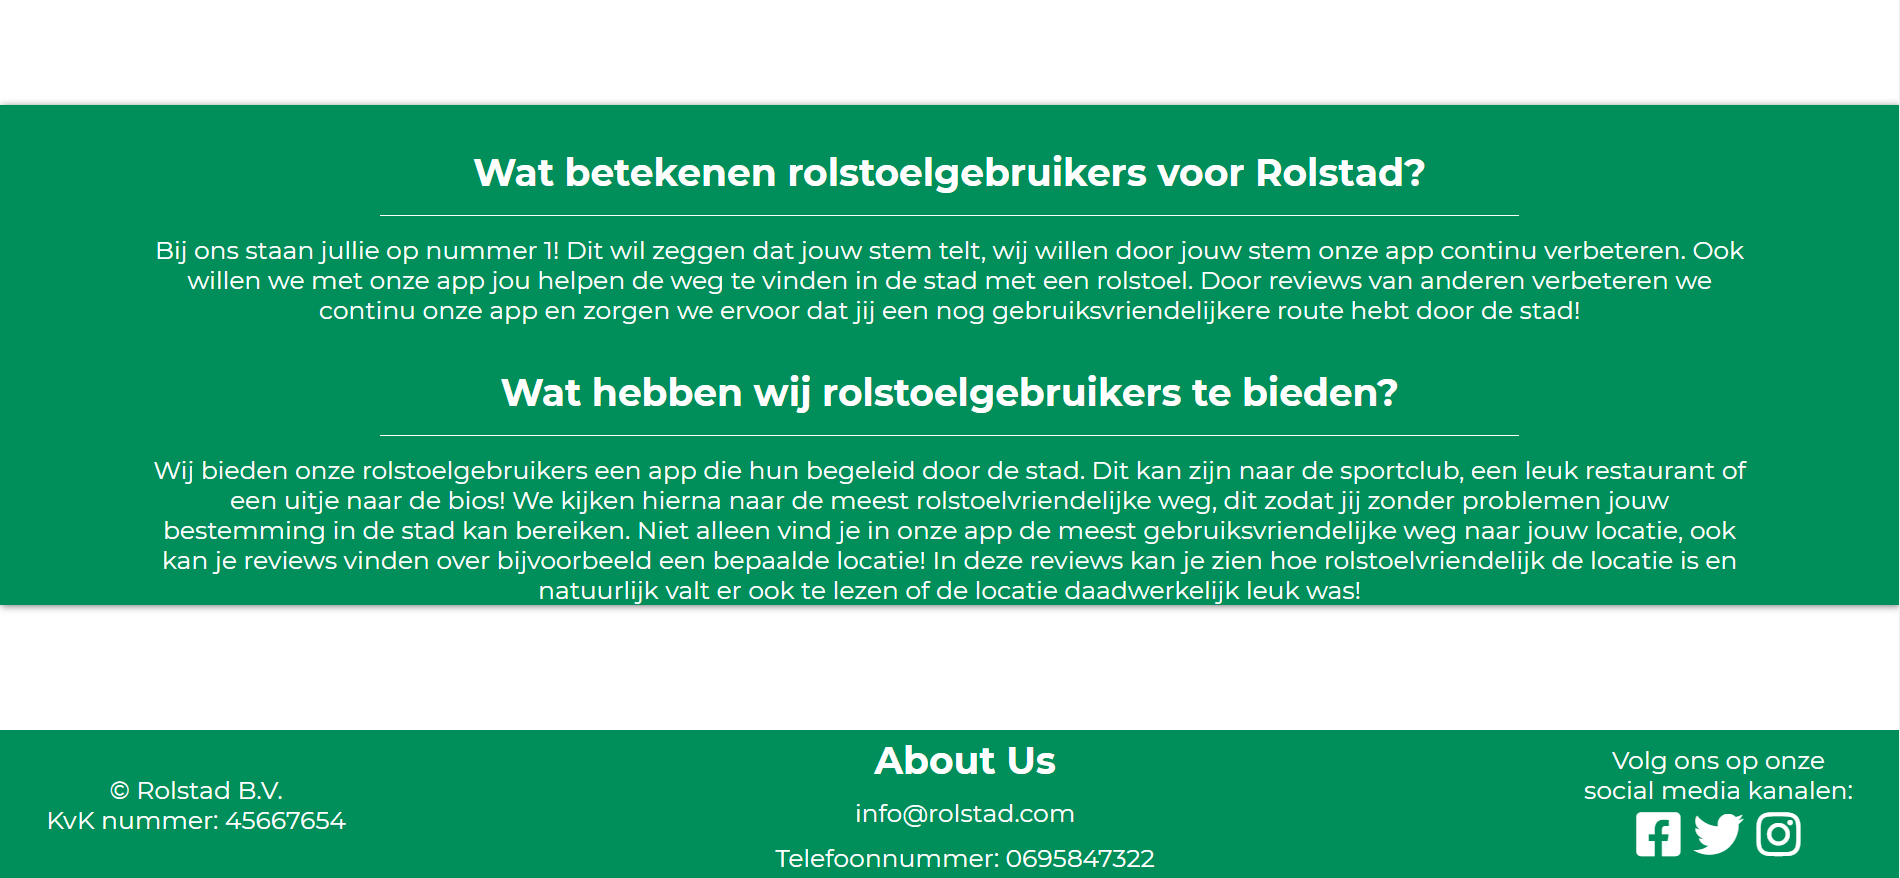 Wat betekenen rolstoelgebruikers voor Rolstad?
Bij ons staan jullie op nummer 1! Dit wil zeggen dat jouw stem telt, wij willen door jouw stem onze app continu verbeteren. Ook
willen we met onze app jou helpen de weg te vinden in de stad met een rolstoel. Door reviews van anderen verbeteren we
continu onze app en zorgen we ervoor dat jij een nog gebruiksvriendelijkere route hebt door de stad!
Wat hebben wij rolstoelgebruikers te bieden?
Wij bieden onze rolstoelgebruikers een app die hun begeleid door de stad. Dit kan zijn naar de sportclub, een leuk restaurant of
een uitje naar de bios! We kijken hierna naar de meest rolstoelvriendelijke weg, dit zodat jij zonder problemen jouw
bestemming in de stad kan bereiken. Niet alleen vind je in onze app de meest gebruiksvriendelijke weg naar jouw locatie, ook
kan je reviews vinden over bijvoorbeeld een bepaalde locatie! In deze reviews kan je zien hoe rolstoelvriendelijk de locatie is en
natuurlijk valt er ook te lezen of de locatie daadwerkelijk leuk was!
© Rolstad B.V.
KvK nummer: 45667654
About Us
info@rolstad.com
Telefoonnummer: 0695847322
Volg ons op onze
social media kanalen: